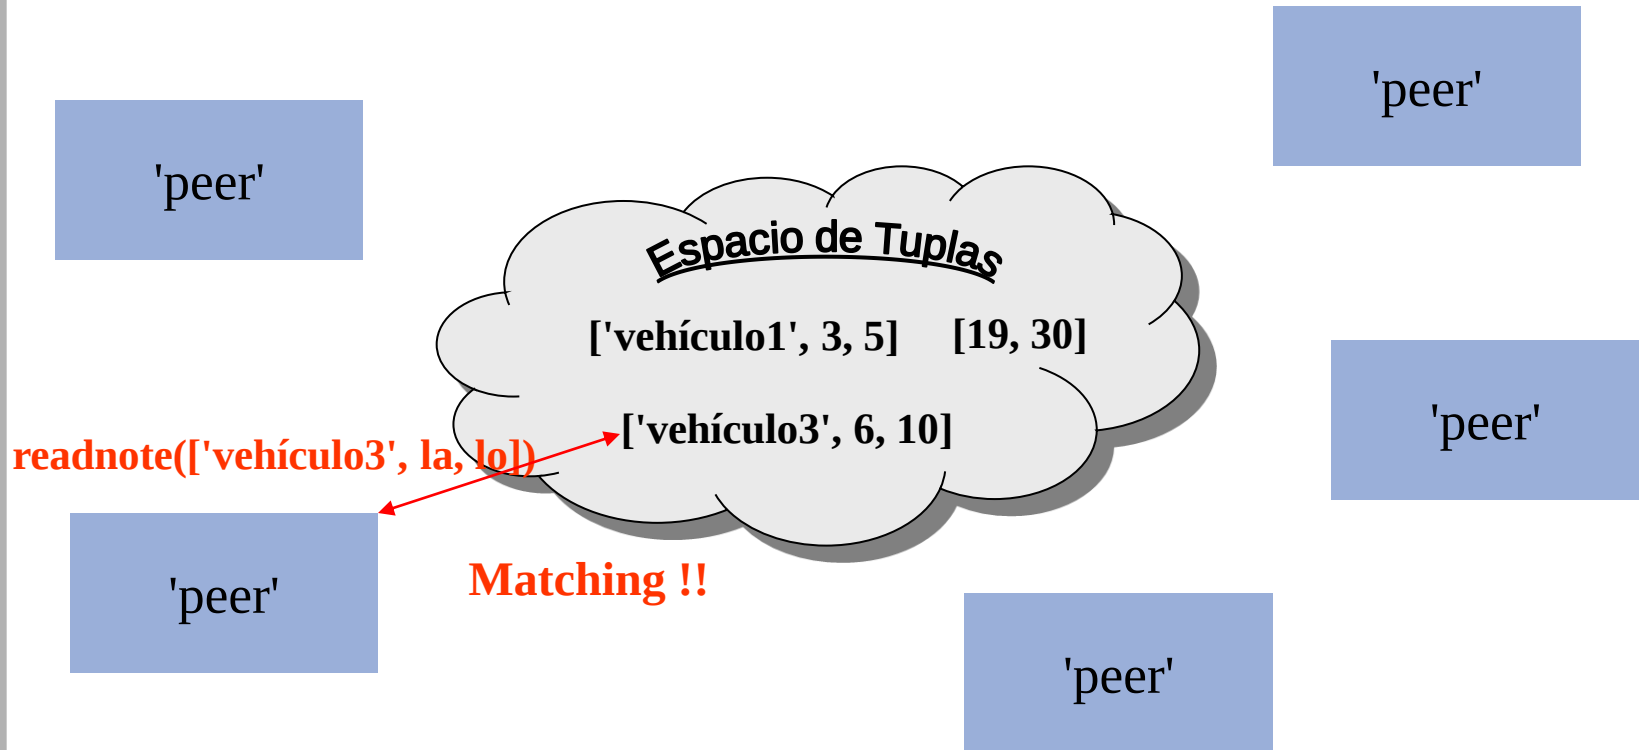 'peer'
'peer'
Espacio de Tuplas
['vehículo1', 3, 5]
[19, 30]
'peer'
['vehículo3', 6, 10]
readnote(['vehículo3', la, lo])
'peer'
Matching !!
'peer'